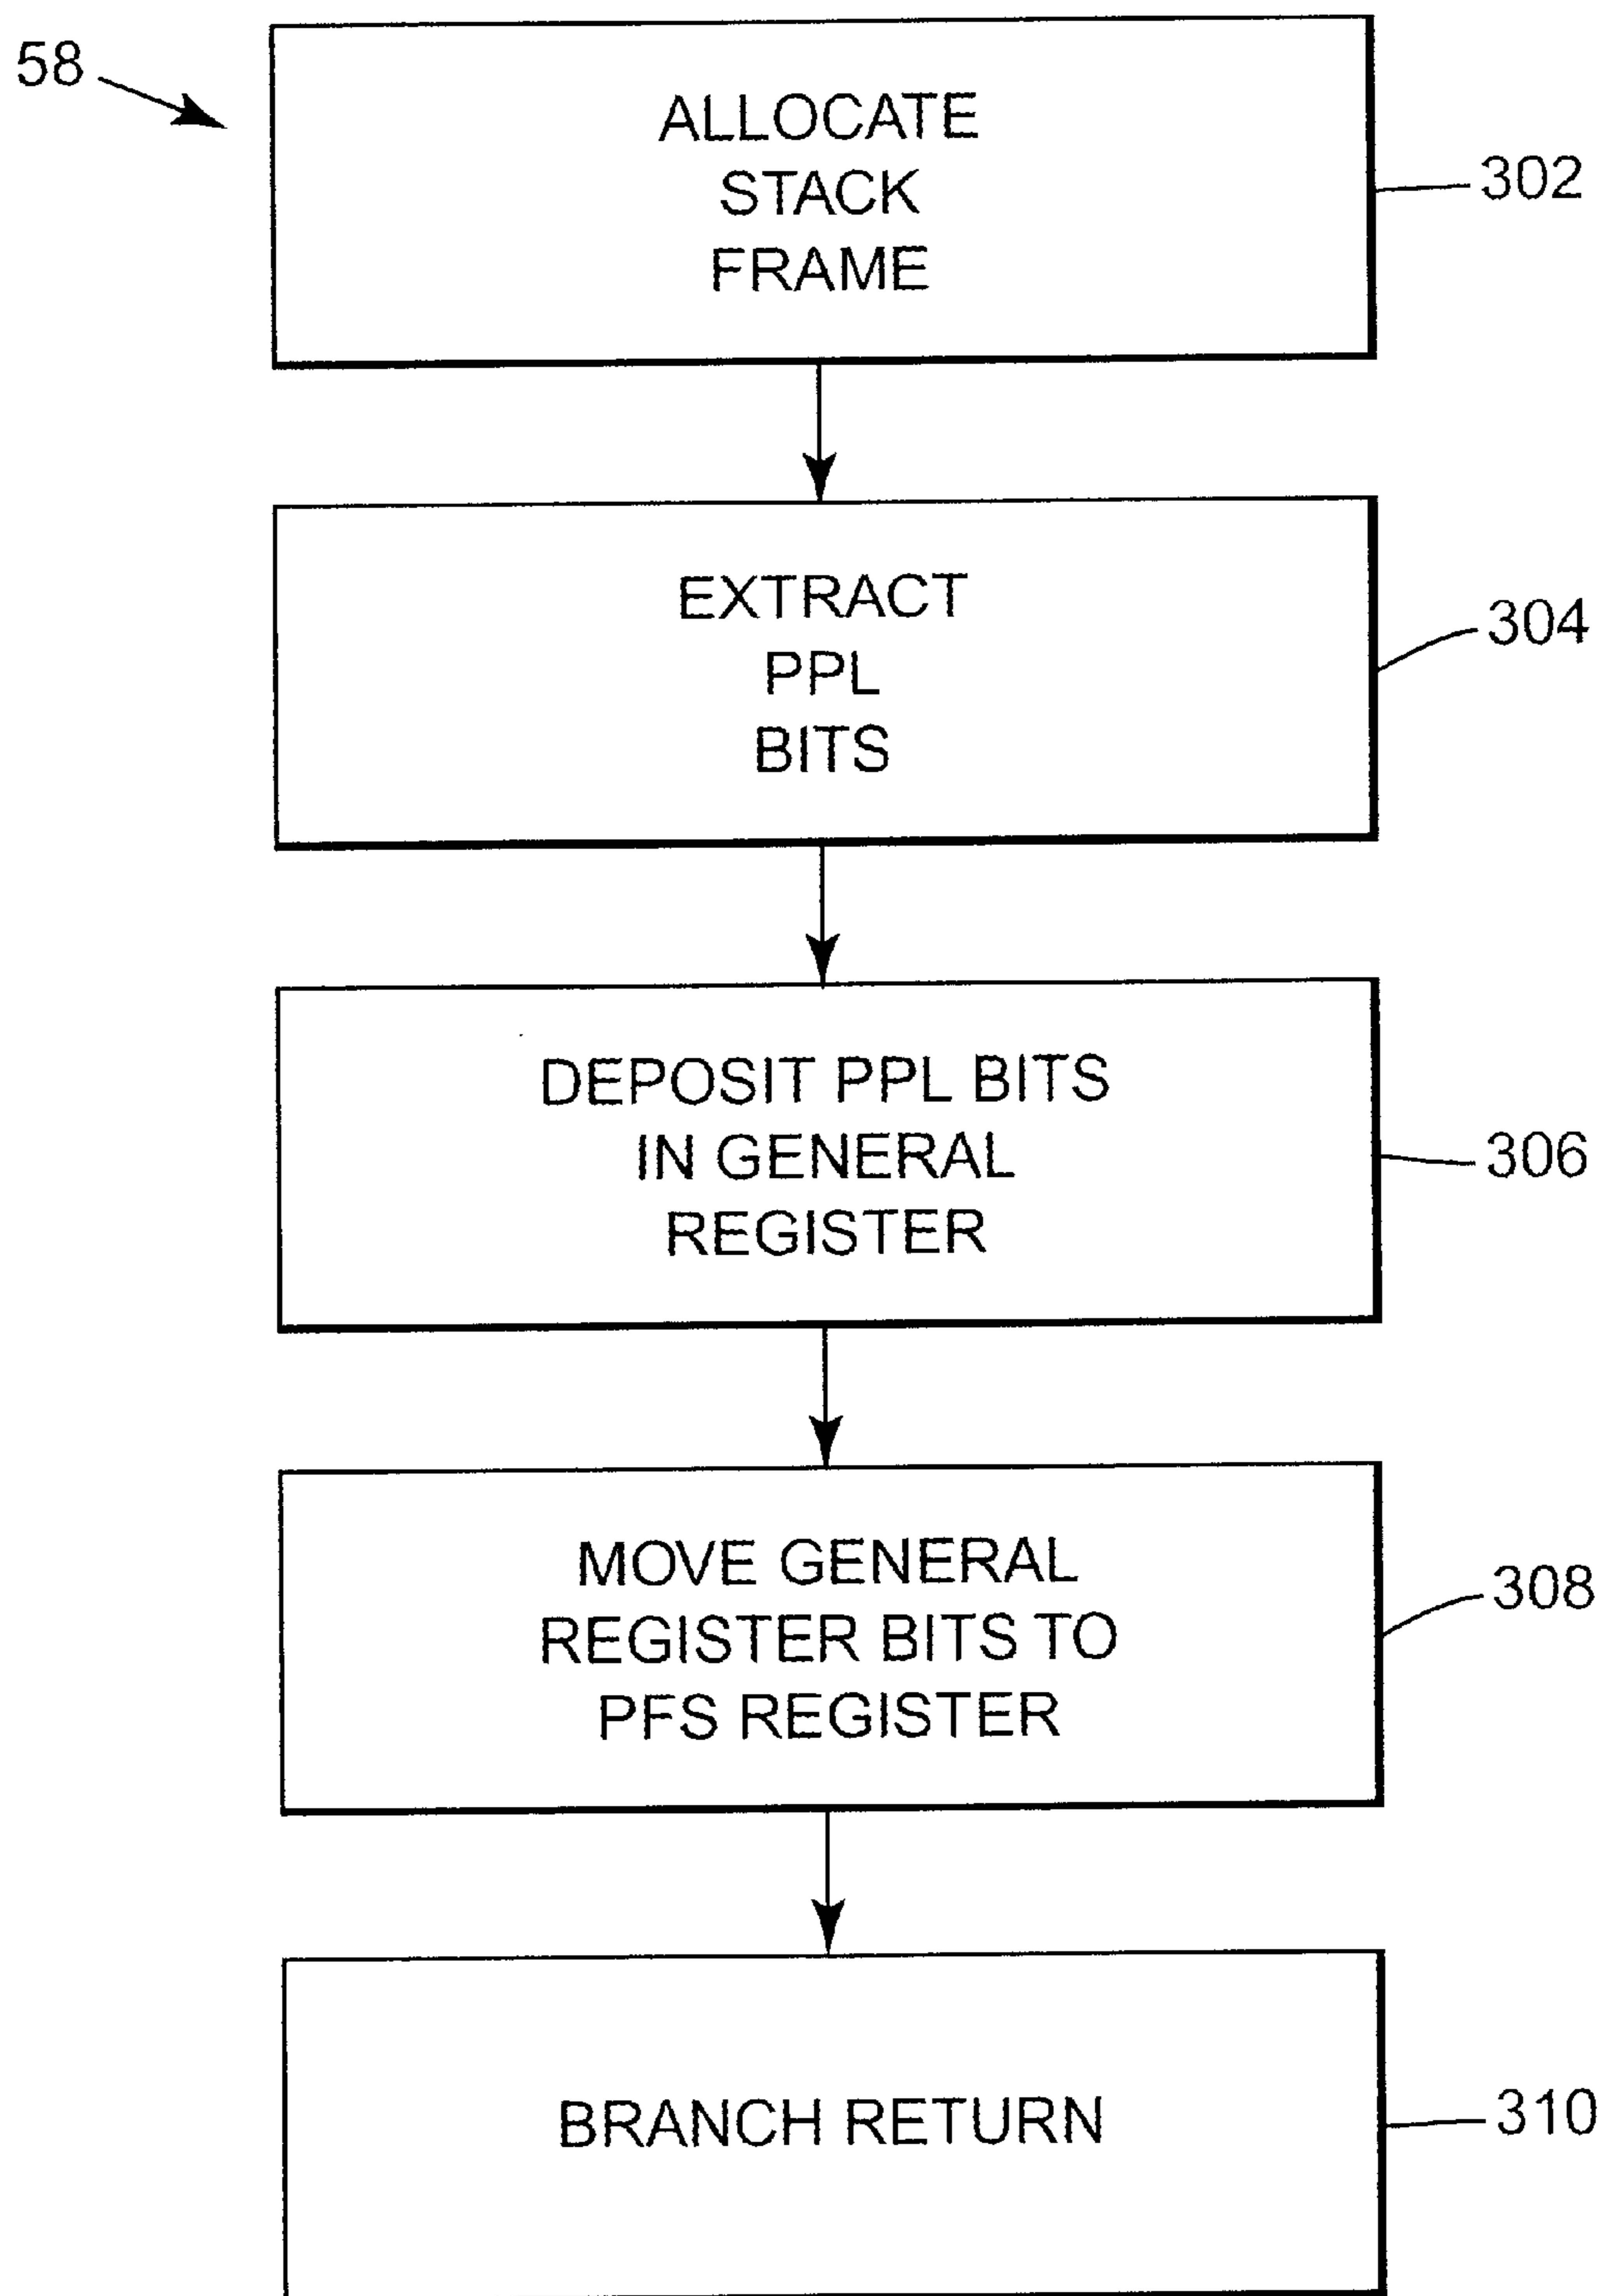 58
ALLOCATE
STACK
FRAME
302
EXTRACT
PPL
BITS
304
DEPOSIT PPL BITS
IN GENERAL
REGISTER
306
MOVE GENERAL
REGISTER BITS TO
PFS REGISTER
308
BRANCH RETURN
310